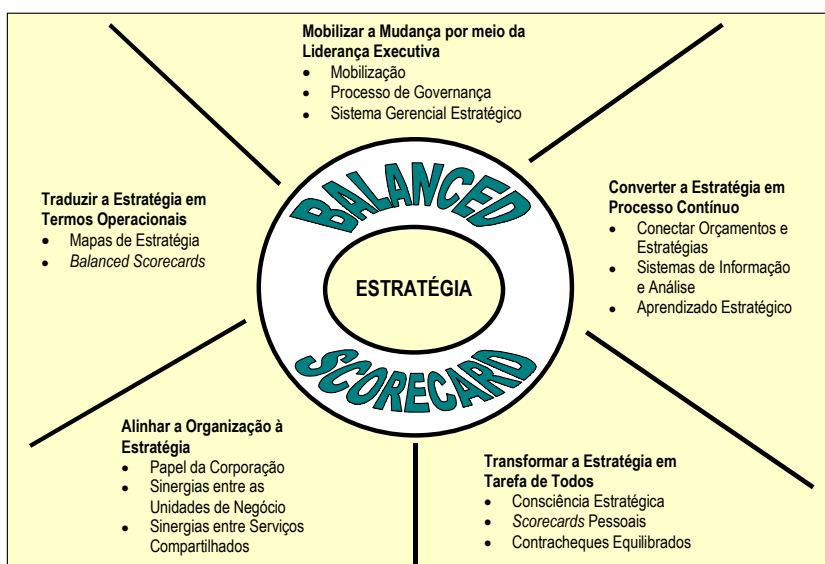 Mobilizar a Mudança por meio da
Liderança Executiva
• Mobilização
• Processo de Governança
• Sistema Gerencial Estratégico
Traduzir a Estratégia em
Termos Operacionais
• Mapas de Estratégia
• Balanced Scorecards
BALANCED
ESTRATÉGIA
SCORECARD
Converter a Estratégia em
Processo Contínuo
• Conectar Orçamentos e
Estratégias
• Sistemas de Informação
e Análise
• Aprendizado Estratégico
Alinhar a Organização à
Estratégia
• Papel da Corporação
• Sinergias entre as
Unidades de Negócio
• Sinergias entre Serviços
Compartilhados
Transformar a Estratégia em
Tarefa de Todos
• Consciência Estratégica
• Scorecards Pessoais
• Contracheques Equilibrados